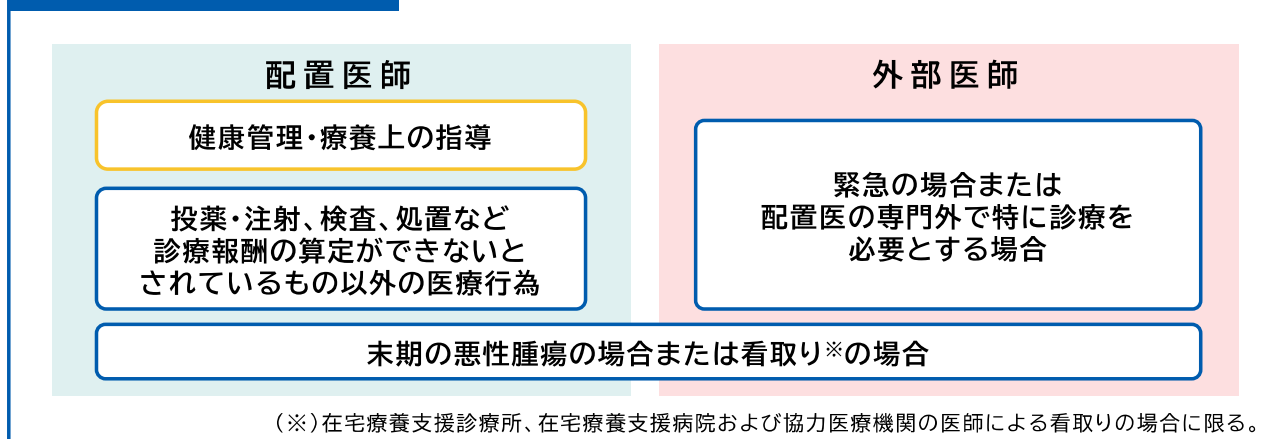 配置医師
健康管理・療養上の指導
投薬・注射、検査、処置など
診療報酬の算定ができないと
されているもの以外の医療行為
外部医師
緊急の場合または
配置医の専門外で特に診療を
必要とする場合
末期の悪性腫瘍の場合または看取り※の場合
(※)在宅療養支援診療所、在宅療養支援病院および協力医療機関の医師による看取りの場合に限る。